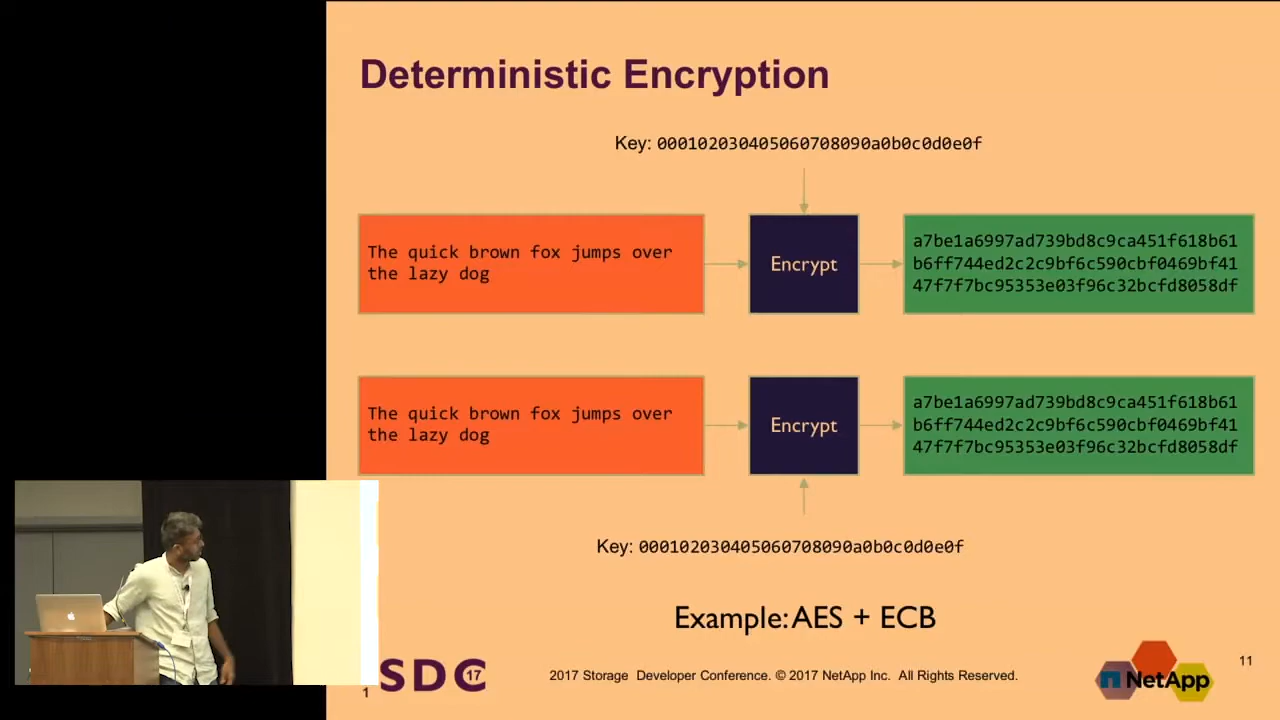 Deterministic Encryption
Key: 000102030405060708090a0b0c0d0e0f
The quick brown fox jumps over
the lazy dog
Encrypt
a7be1a6997ad739bd8c9ca451f618b61
b6ff744ed2c2c9bf6c590cbf0469bf41
47f7f7bc95353e03f96c32bcfd8058df
The quick brown fox jumps over
the lazy dog
Encrypt
a7be1a6997ad739bd8c9ca451f618b61
b6ff744ed2c2c9bf6c590cbf0469bf41
47f7f7bc95353e03f96c32bcfd8058df
Key: 000102030405060708090a0b0c0d0e0f
Example: AES + ECB
1
SDC 17
2017 Storage Developer Conference. © 2017 NetApp Inc. All Rights Reserved.
n NetApp
11